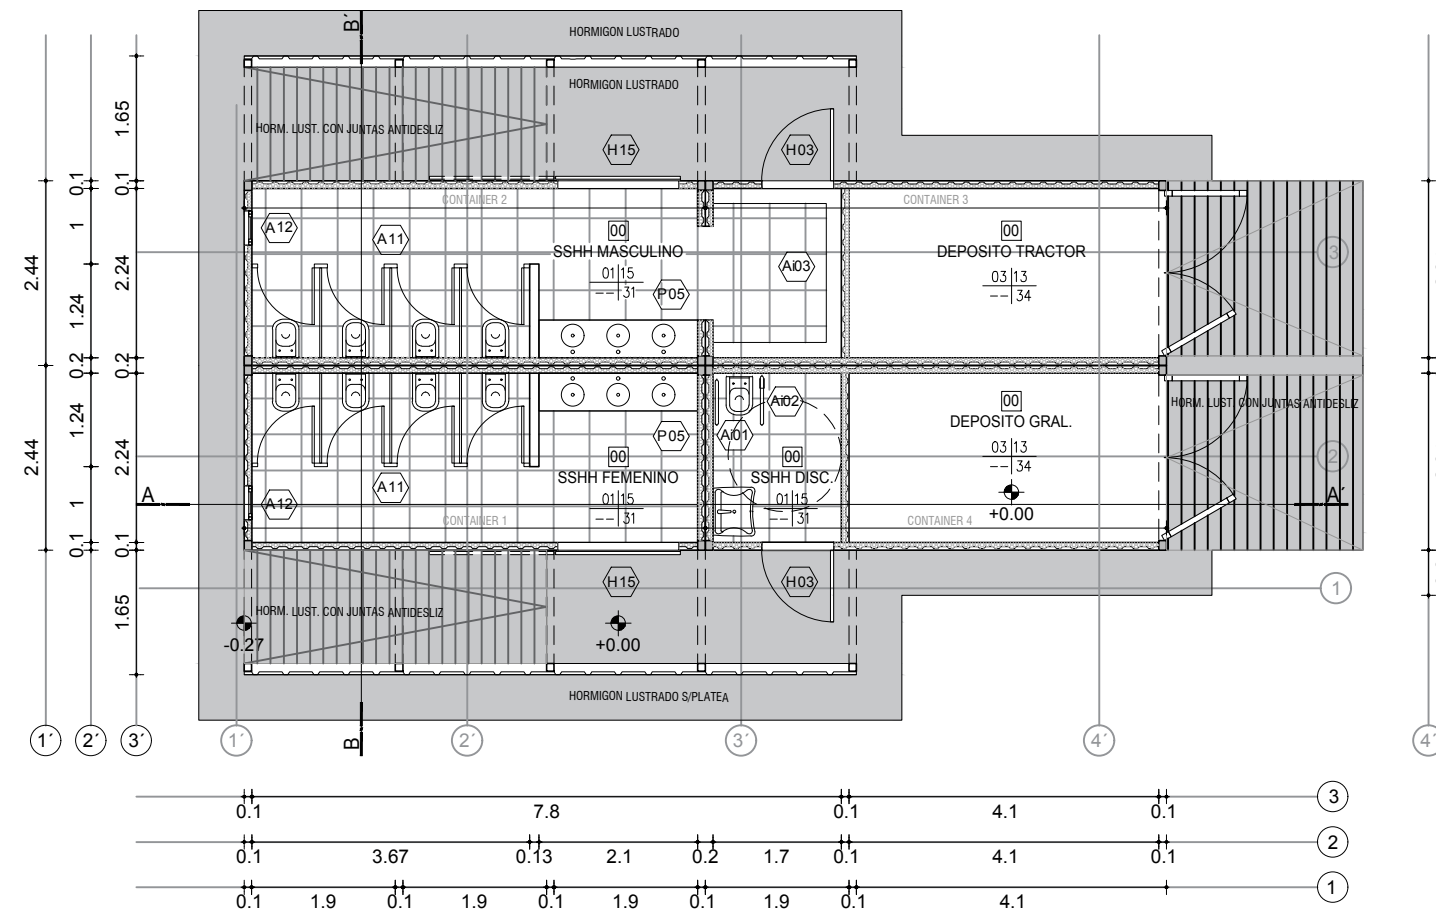 B´
HORMIGON LUSTRADO
HORMIGON LUSTRADO
1.65
HORM. LUST. CON JUNTAS ANTIDESLIZ
H15
H03
0.1
0.1
0.1
CONTAINER 2
CONTAINER 3
A12
A11
00
00
1
SSHH MASCULINO
DEPOSITO TRACTOR
3
2.44
2.24
Ai03
01 15
-- 31
03 13
-- 34
P05
1.24
0.2
0.2
1.24
Ai02
00
DEPOSITO GRAL.
HORM. LUST. CON JUNTAS ANTIDESLIZ
P05
Ai01
2.44
2.24
00
00
03 13
-- 34
2
SSHH FEMENINO
SSHH DISC.
A11
A
A12
01 15
-- 31
01 15
-- 31
A´
1
+0.00
CONTAINER 1
CONTAINER 4
0.1
0.1
0.1
H15
H03
1
1.65
HORM. LUST. CON JUNTAS ANTIDESLIZ
-0.27
+0.00
HORMIGON LUSTRADO S/PLATEA
B
1´
2´
3´
1´
2´
3´
4´
4´
0.1
7.8
0.1
4.1
0.1
3
0.1
3.67
0.13
2.1
0.2
1.7
0.1
4.1
0.1
2
0.1
1.9
0.1
1.9
0.1
1.9
0.1
1.9
0.1
4.1
1